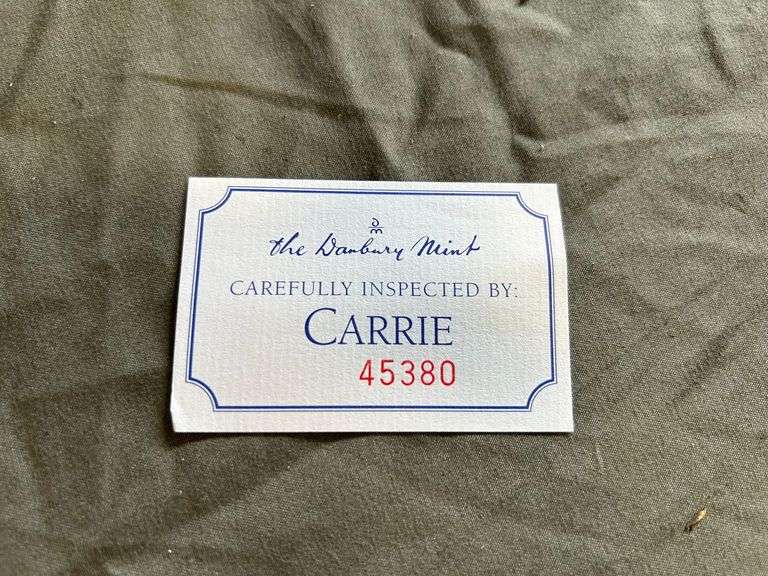 the Danbury Mint
CAREFULLY INSPECTED BY:
CARRIE
45380